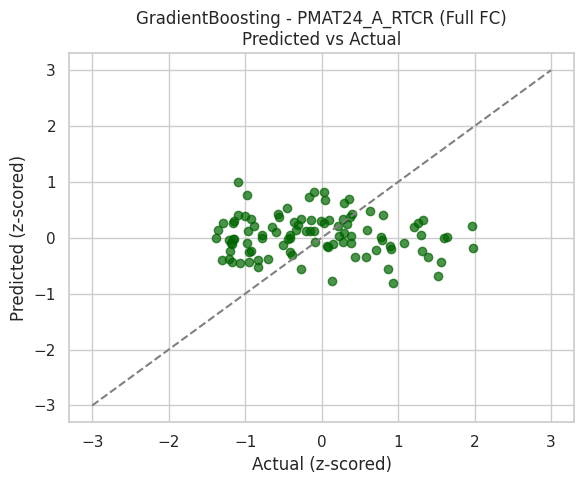 GradientBoosting - PMAT24_A_RTCR (Full FC)
Predicted vs Actual
3
2
1
0
−1
−2
−3
Predicted (z-scored)
−3 −2 −1 0 1 2 3
Actual (z-scored)